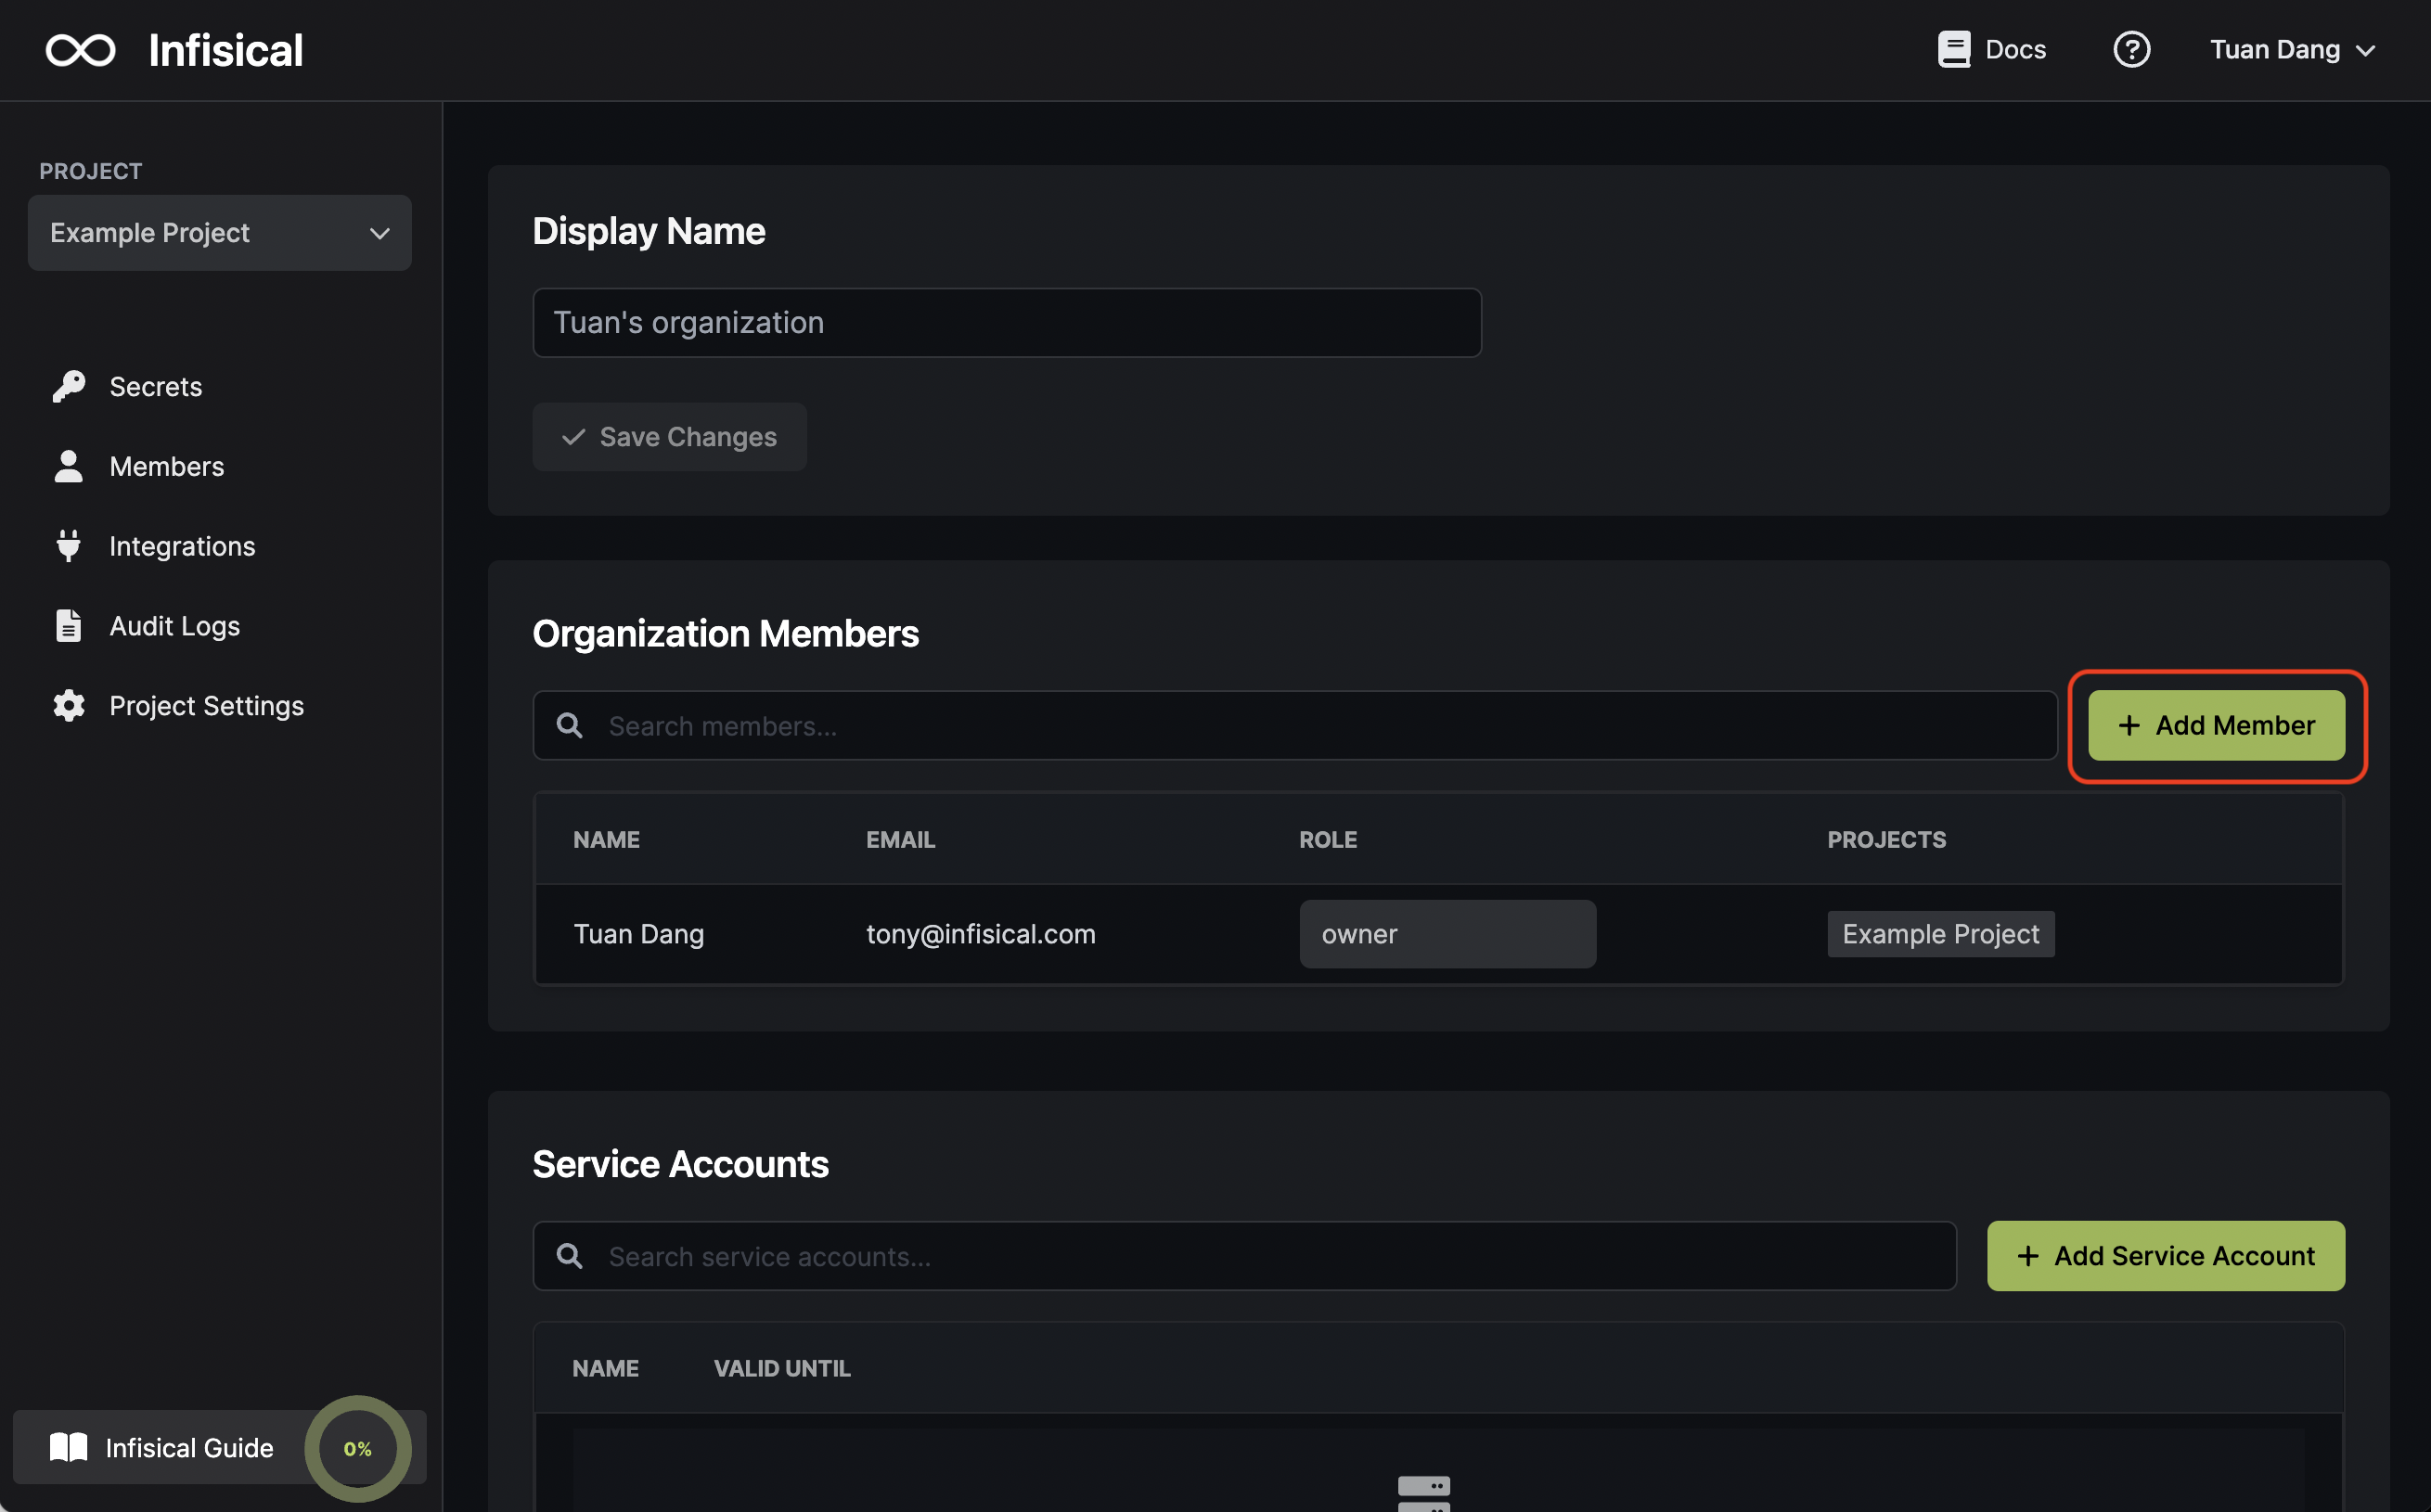 Infisical
Docs
Tuan Dang
PROJECT
Example Project
Secrets
Members
Integrations
Audit Logs
Project Settings
Infisical Guide
0%
Display Name
Tuan's organization
Save Changes
Organization Members
Search members...
+ Add Member
NAME EMAIL ROLE PROJECTS
Tuan Dang tony@infisical.com owner Example Project
Service Accounts
Search service accounts...
+ Add Service Account
NAME VALID UNTIL